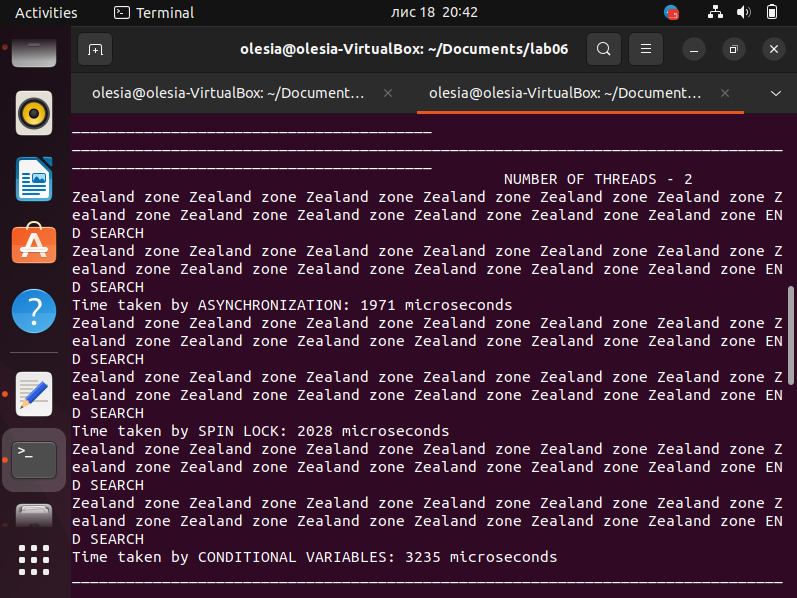 Activities Terminal лис 18 20:42
olesia@olesia-VirtualBox: ~/Documents/lab06
olesia@olesia-VirtualBox: ~/Document… olesia@olesia-VirtualBox: ~/Documents…
NUMBER OF THREADS - 2
Zealand zone Zealand zone Zealand zone Zealand zone Zealand zone Zealand zone Z
ealand zone Zealand zone Zealand zone Zealand zone Zealand zone Zealand zone EN
D SEARCH
Zealand zone Zealand zone Zealand zone Zealand zone Zealand zone Zealand zone Z
ealand zone Zealand zone Zealand zone Zealand zone Zealand zone Zealand zone EN
D SEARCH
Time taken by ASYNCHRONIZATION: 1971 microseconds
Zealand zone Zealand zone Zealand zone Zealand zone Zealand zone Zealand zone Z
ealand zone Zealand zone Zealand zone Zealand zone Zealand zone Zealand zone EN
D SEARCH
Zealand zone Zealand zone Zealand zone Zealand zone Zealand zone Zealand zone Z
ealand zone Zealand zone Zealand zone Zealand zone Zealand zone Zealand zone EN
D SEARCH
Time taken by SPIN LOCK: 2028 microseconds
Zealand zone Zealand zone Zealand zone Zealand zone Zealand zone Zealand zone Z
ealand zone Zealand zone Zealand zone Zealand zone Zealand zone Zealand zone EN
D SEARCH
Zealand zone Zealand zone Zealand zone Zealand zone Zealand zone Zealand zone Z
ealand zone Zealand zone Zealand zone Zealand zone Zealand zone Zealand zone EN
D SEARCH
Time taken by CONDITIONAL VARIABLES: 3235 microseconds